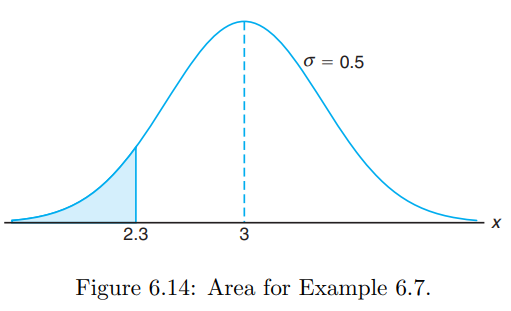 σ = 0.5
x
2.3
3
Figure 6.14: Area for Example 6.7.